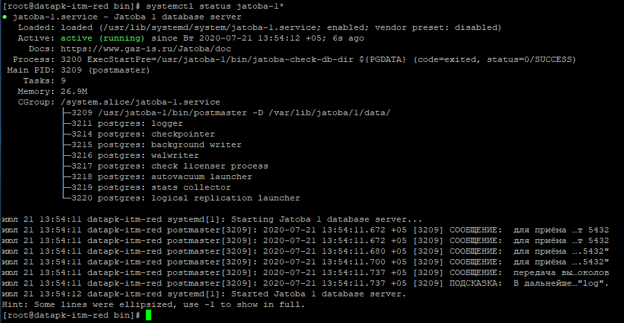 [root@datapk-itm-red bin]# systemctl status jatoba-1*
● jatoba-1.service - Jatoba 1 database server
Loaded: loaded (/usr/lib/systemd/system/jatoba-1.service; enabled; vendor preset: disabled)
Active: active (running) since Вт 2020-07-21 13:54:12 +05; 6s ago
Docs: https://www.gaz-is.ru/Jatoba/doc
Process: 3200 ExecStartPre=/usr/jatoba-1/bin/jatoba-check-db-dir ${PGDATA} (code=exited, status=0/SUCCESS)
Main PID: 3209 (postmaster)
Tasks: 9
Memory: 26.9M
CGroup: /system.slice/jatoba-1.service
├─3209 /usr/jatoba-1/bin/postmaster -D /var/lib/jatoba/1/data/
├─3211 postgres: logger
├─3214 postgres: checkpointer
├─3215 postgres: background writer
├─3216 postgres: walwriter
├─3217 postgres: check licenser process
├─3218 postgres: autovacuum launcher
├─3219 postgres: stats collector
└─3220 postgres: logical replication launcher
июл 21 13:54:11 datapk-itm-red systemd[1]: Starting Jatoba 1 database server...
июл 21 13:54:11 datapk-itm-red postmaster[3209]: 2020-07-21 13:54:11.672 +05 [3209] СООБЩЕНИЕ:  для приёма …т 5432
июл 21 13:54:11 datapk-itm-red postmaster[3209]: 2020-07-21 13:54:11.672 +05 [3209] СООБЩЕНИЕ:  для приёма …т 5432
июл 21 13:54:11 datapk-itm-red postmaster[3209]: 2020-07-21 13:54:11.680 +05 [3209] СООБЩЕНИЕ:  для приёма ….5432"
июл 21 13:54:11 datapk-itm-red postmaster[3209]: 2020-07-21 13:54:11.700 +05 [3209] СООБЩЕНИЕ:  для приёма ….5432"
июл 21 13:54:11 datapk-itm-red postmaster[3209]: 2020-07-21 13:54:11.737 +05 [3209] СООБЩЕНИЕ:  передача вы…околов
июл 21 13:54:11 datapk-itm-red postmaster[3209]: 2020-07-21 13:54:11.737 +05 [3209] ПОДСКАЗКА:  В дальнейше…"log".
июл 21 13:54:12 datapk-itm-red systemd[1]: Started Jatoba 1 database server.
Hint: Some lines were ellipsized, use -l to show in full.
[root@datapk-itm-red bin]#